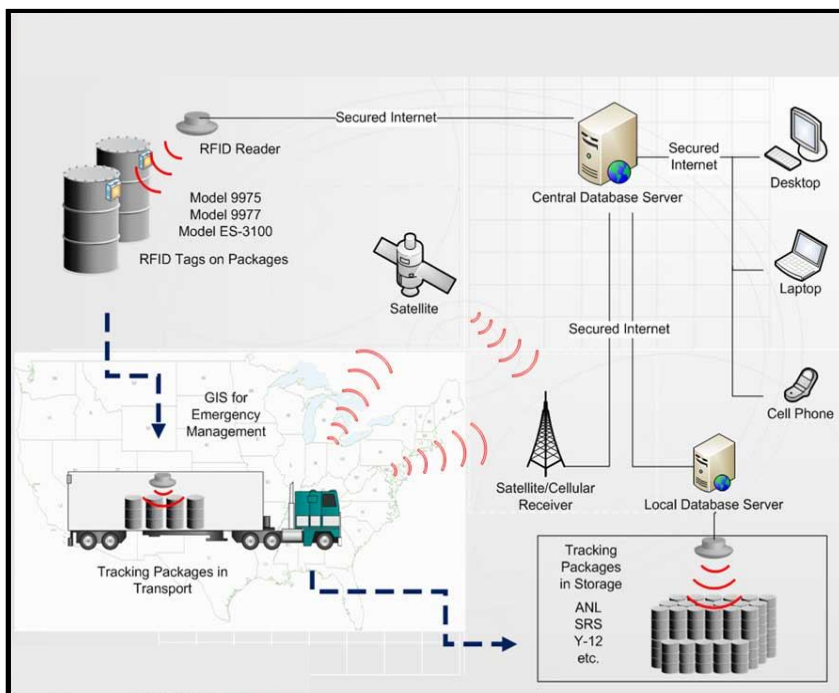 Secured Internet
RFID Reader
Model 9975
Model 9977
Model ES-3100
RFID Tags on Packages
Central Database Server
Secured
Internet
Desktop
Laptop
Cell Phone
Satellite
Secured Internet
GIS for
Emergency
Management
Tracking Packages in
Transport
Satellite/Cellular
Receiver
Local Database Server
Tracking
Packages
in Storage
ANL
SRS
Y-12
etc.